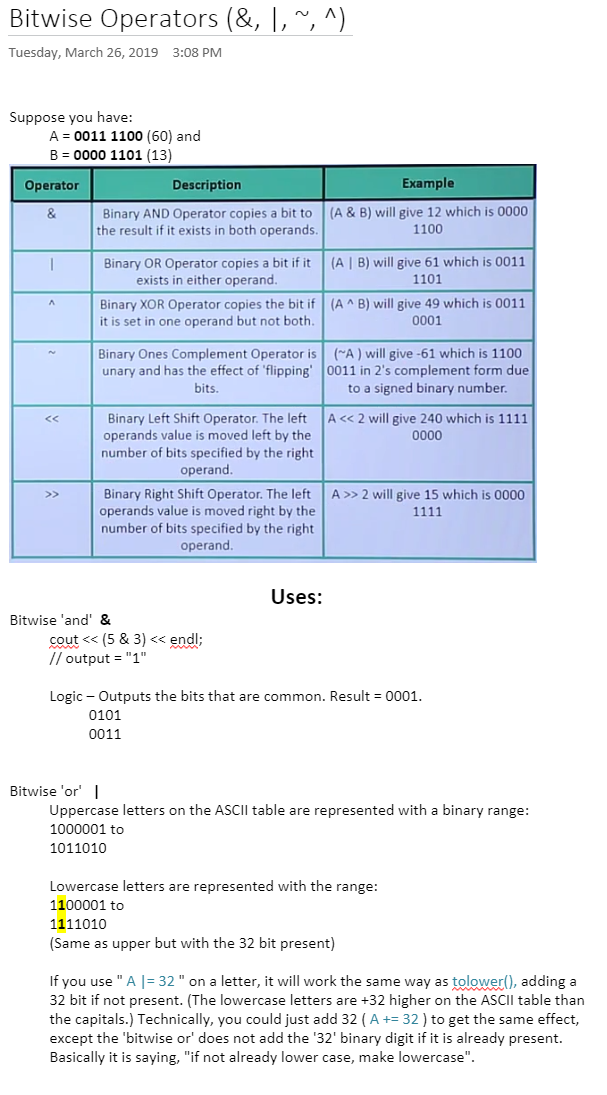 Bitwise Operators (&, |, ~, ^)
Tuesday, March 26, 2019 3:08 PM
Suppose you have:
A = 0011 1100 (60) and
B = 0000 1101 (13)
Operator Description Example
& Binary AND Operator copies a bit to (A & B) will give 12 which is 0000
the result if it exists in both operands. 1100
| Binary OR Operator copies a bit if it (A | B) will give 61 which is 0011
exists in either operand. 1101
^ Binary XOR Operator copies the bit if (A ^ B) will give 49 which is 0011
it is set in one operand but not both. 0001
~ Binary Ones Complement Operator is (~A ) will give -61 which is 1100
unary and has the effect of 'flipping' 0011 in 2's complement form due
bits. to a signed binary number.
<< Binary Left Shift Operator. The left A << 2 will give 240 which is 1111
operands value is moved left by the 0000
number of bits specified by the right
operand.
>> Binary Right Shift Operator. The left A >> 2 will give 15 which is 0000
operands value is moved right by the 1111
number of bits specified by the right
operand.
Uses:
Bitwise 'and' &
cout << (5 & 3) << endl;
// output = "1"
Logic – Outputs the bits that are common. Result = 0001.
0101
0011
Bitwise 'or' |
Uppercase letters on the ASCII table are represented with a binary range:
1000001 to
1011010
Lowercase letters are represented with the range:
1100001 to
1111010
(Same as upper but with the 32 bit present)
If you use " A |= 32 " on a letter, it will work the same way as tolower(), adding a
32 bit if not present. (The lowercase letters are +32 higher on the ASCII table than
the capitals.) Technically, you could just add 32 ( A += 32 ) to get the same effect,
except the 'bitwise or' does not add the '32' binary digit if it is already present.
Basically it is saying, "if not already lower case, make lowercase".